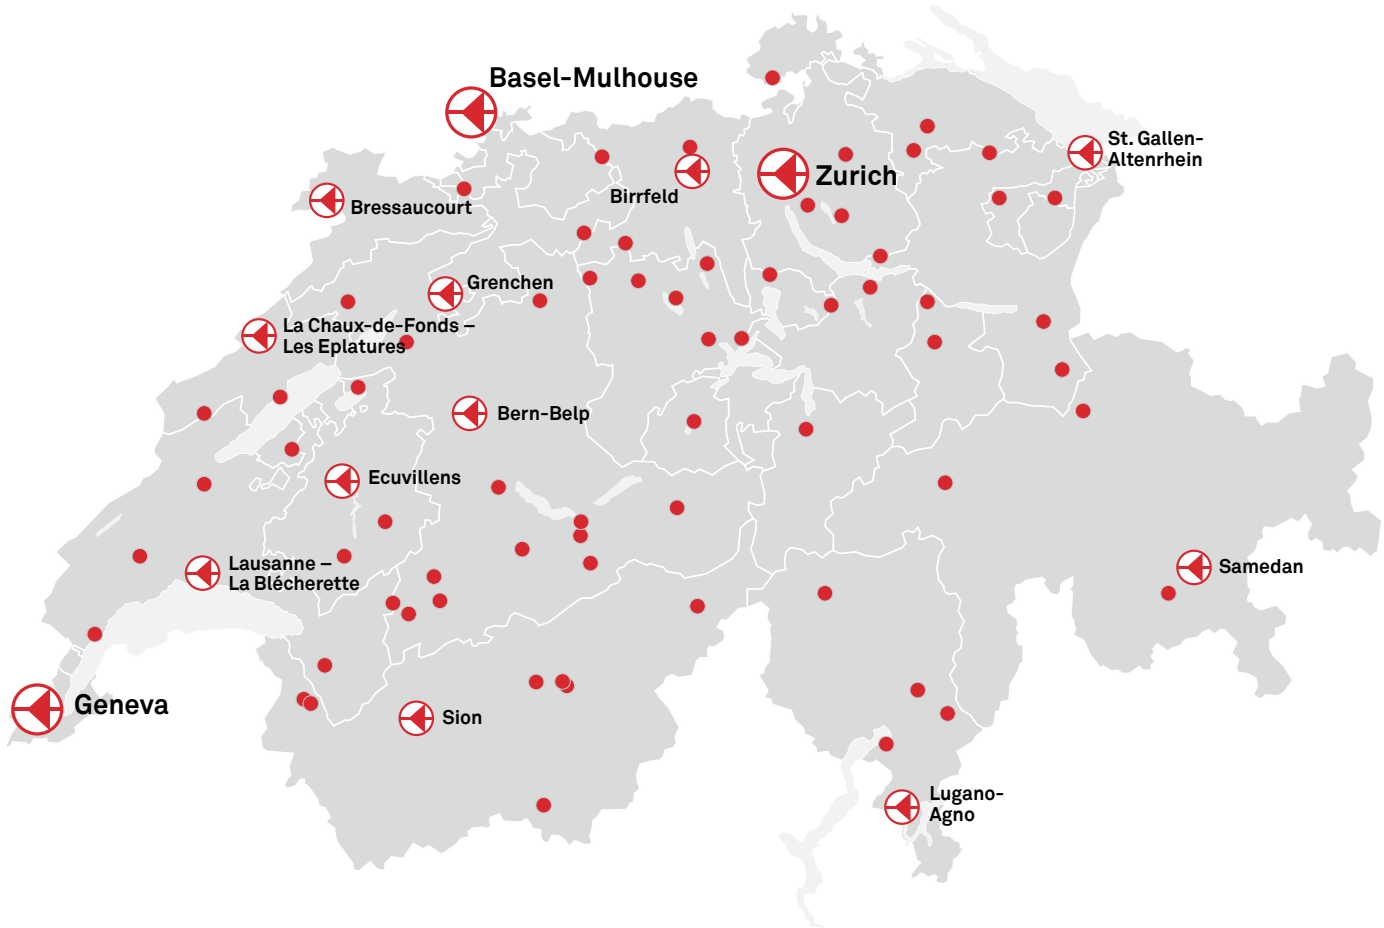 Basel-Mulhouse
St. Gallen-
Altenrhein
Zurich
Birrfeld
Bressaucourt
Grenchen
La Chaux-de-Fonds –
Les Eplatures
Bern-Belp
Ecuvillens
Lausanne –
La Blécherette
Samedan
Geneva
Sion
Lugano-
Agno